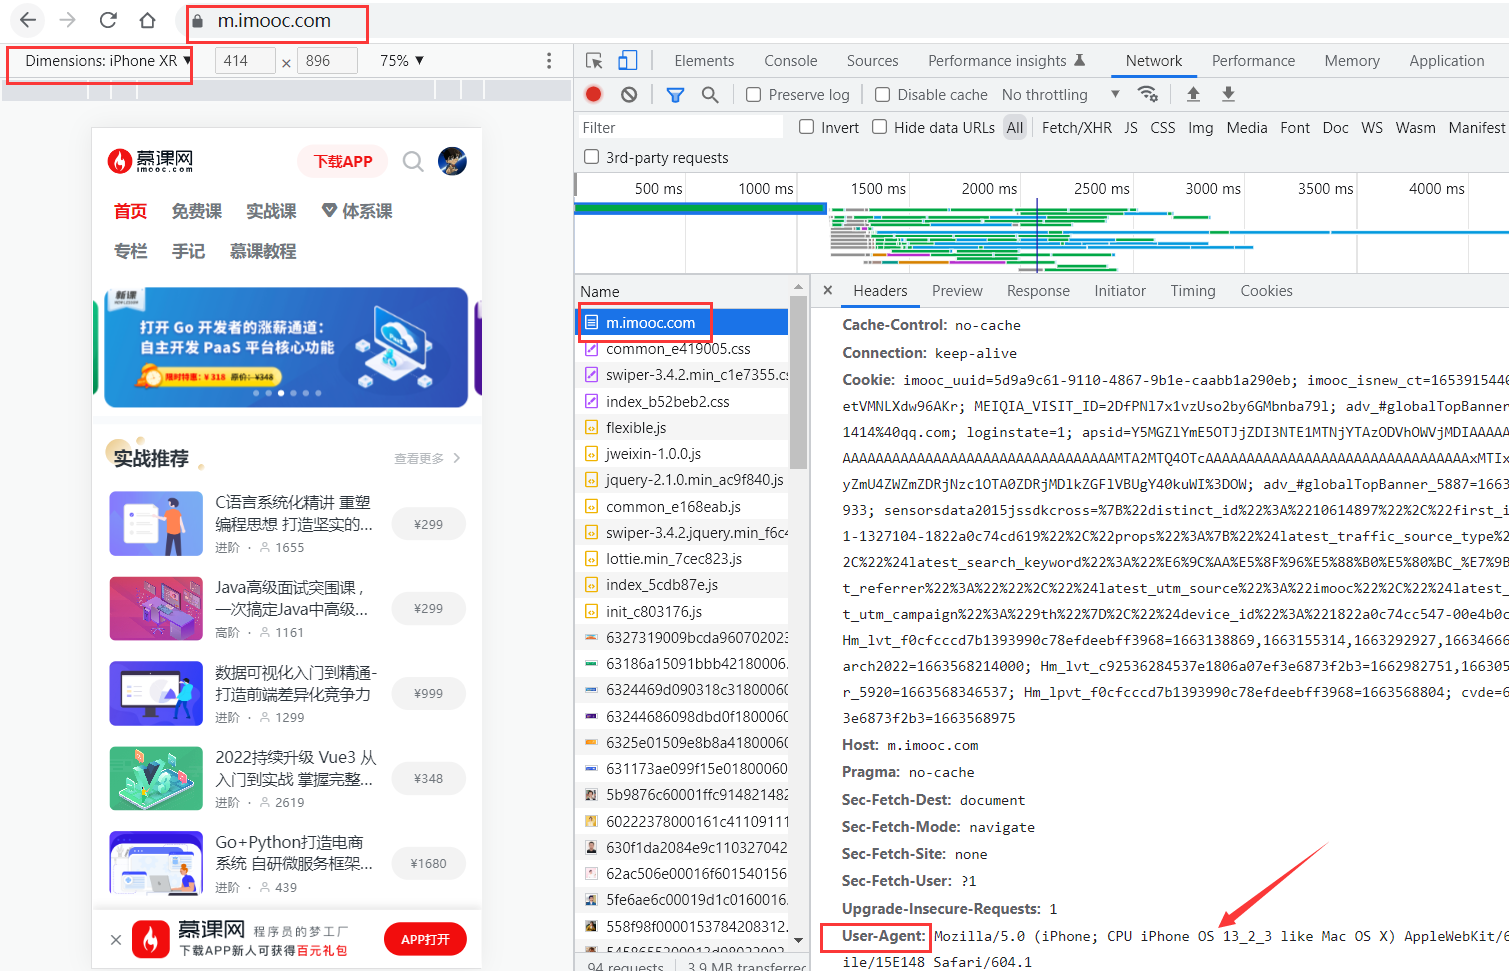 m.imooc.com
Dimensions: iPhone XR ▼
414 × 896 75% ▼
Elements Console Sources Performance insights Network Performance Memory Application
Preserve log Disable cache No throttling ▼
Filter Invert Hide data URLs All Fetch/XHR JS CSS Img Media Font Doc WS Wasm Manifest
3rd-party requests
500 ms 1000 ms 1500 ms 2000 ms 2500 ms 3000 ms 3500 ms 4000 ms
慕课网
imooc.com
下载APP
首页 免费课 实战课 体系课
专栏 手记 慕课教程
新课
打开 Go 开发者的涨薪通道:
自主开发 PaaS 平台核心功能
限时特惠: ¥ 318 原价: ¥348
实战推荐 查看更多 >
C语言系统化精讲 重塑
编程思想 打造坚实的...
¥299
进阶 · 1655
Java高级面试突围课,
一次搞定Java中高级...
¥299
高阶 · 1161
数据可视化入门到精通-
打造前端差异化竞争力
¥999
进阶 · 1299
2022持续升级 Vue3 从
入门到实战 掌握完整...
¥348
进阶 · 2619
Go+Python打造电商
系统 自研微服务框架...
¥1680
进阶 · 439
慕课网 程序员的梦工厂
下载APP新人可获得百元礼包
APP打开
Name
m.imooc.com
common_e419005.css
swiper-3.4.2.min_c1e7355.cs
index_b52beb2.css
flexible.js
jweixin-1.0.0.js
jquery-2.1.0.min_ac9f840.js
common_e168eab.js
swiper-3.4.2.jquery.min_f6c4
lottie.min_7cec823.js
index_5cdb87e.js
init_c803176.js
6327319009bcda960702023
63186a15091bbb42180006.
6324469d090318c31800060
63244686098dbd0f1800060
6325e01509e8b8a41800060
631173ae099f15e01800060
5b9876c60001ffc914821482
60222378000161c41109111
630f1da2084e9c110327042
62ac506e00016f601540156
5fe6ae6c00019d1c0160016.
558f98f0000153784208312.
94 requests 3.9 MB transferred
Headers Preview Response Initiator Timing Cookies
Cache-Control: no-cache
Connection: keep-alive
Cookie: imooc_uuid=5d9a9c61-9110-4867-9b1e-caabb1a290eb; imooc_isnew_ct=1653915440
etVMNLXdw96AKr; MEIQIA_VISIT_ID=2DfPNl7x1vzUso2by6GMbnba79l; adv_#globalTopBanner
1414%40qq.com; loginstate=1; apsid=Y5MGZlYmE5OTJjZDI3NTE1MTNjYTAzODVhOWVjMDIAAAAA
AAAAAAAAAAAAAAAAAAAAAAAAAAAAAAAAAMTA2MTQ4OTcAAAAAAAAAAAAAAAAAAAAAAAAAAAAAAAAxMTIx
yZmU4ZWZmZDRjNzc1OTA0ZDRjMDlkZGFlVBUgY40kuWI%3DOW; adv_#globalTopBanner_5887=1663
933; sensorsdata2015jssdkcross=%7B%22distinct_id%22%3A%2210614897%22%2C%22first_i
1-1327104-1822a0c74cd619%22%2C%22props%22%3A%7B%22%24latest_traffic_source_type%2
2C%22%24latest_search_keyword%22%3A%22%E6%9C%AA%E5%8F%96%E5%88%B0%E5%80%BC_%E7%9B
t_referrer%22%3A%22%22%2C%22%24latest_utm_source%22%3A%22imooc%22%2C%22%24latest_
t_utm_campaign%22%3A%229th%22%7D%2C%22%24device_id%22%3A%221822a0c74cc547-00e4b0c
Hm_lvt_f0cfcccd7b1393990c78efdeebff3968=1663138869,1663155314,1663292927,16634666
arch2022=1663568214000; Hm_lvt_c92536284537e1806a07ef3e6873f2b3=1662982751,166305
r_5920=1663568346537; Hm_lpvt_f0cfcccd7b1393990c78efdeebff3968=1663568804; cvde=6
3e6873f2b3=1663568975
Host: m.imooc.com
Pragma: no-cache
Sec-Fetch-Dest: document
Sec-Fetch-Mode: navigate
Sec-Fetch-Site: none
Sec-Fetch-User: ?1
Upgrade-Insecure-Requests: 1
User-Agent: Mozilla/5.0 (iPhone; CPU iPhone OS 13_2_3 like Mac OS X) AppleWebKit/6
ile/15E148 Safari/604.1